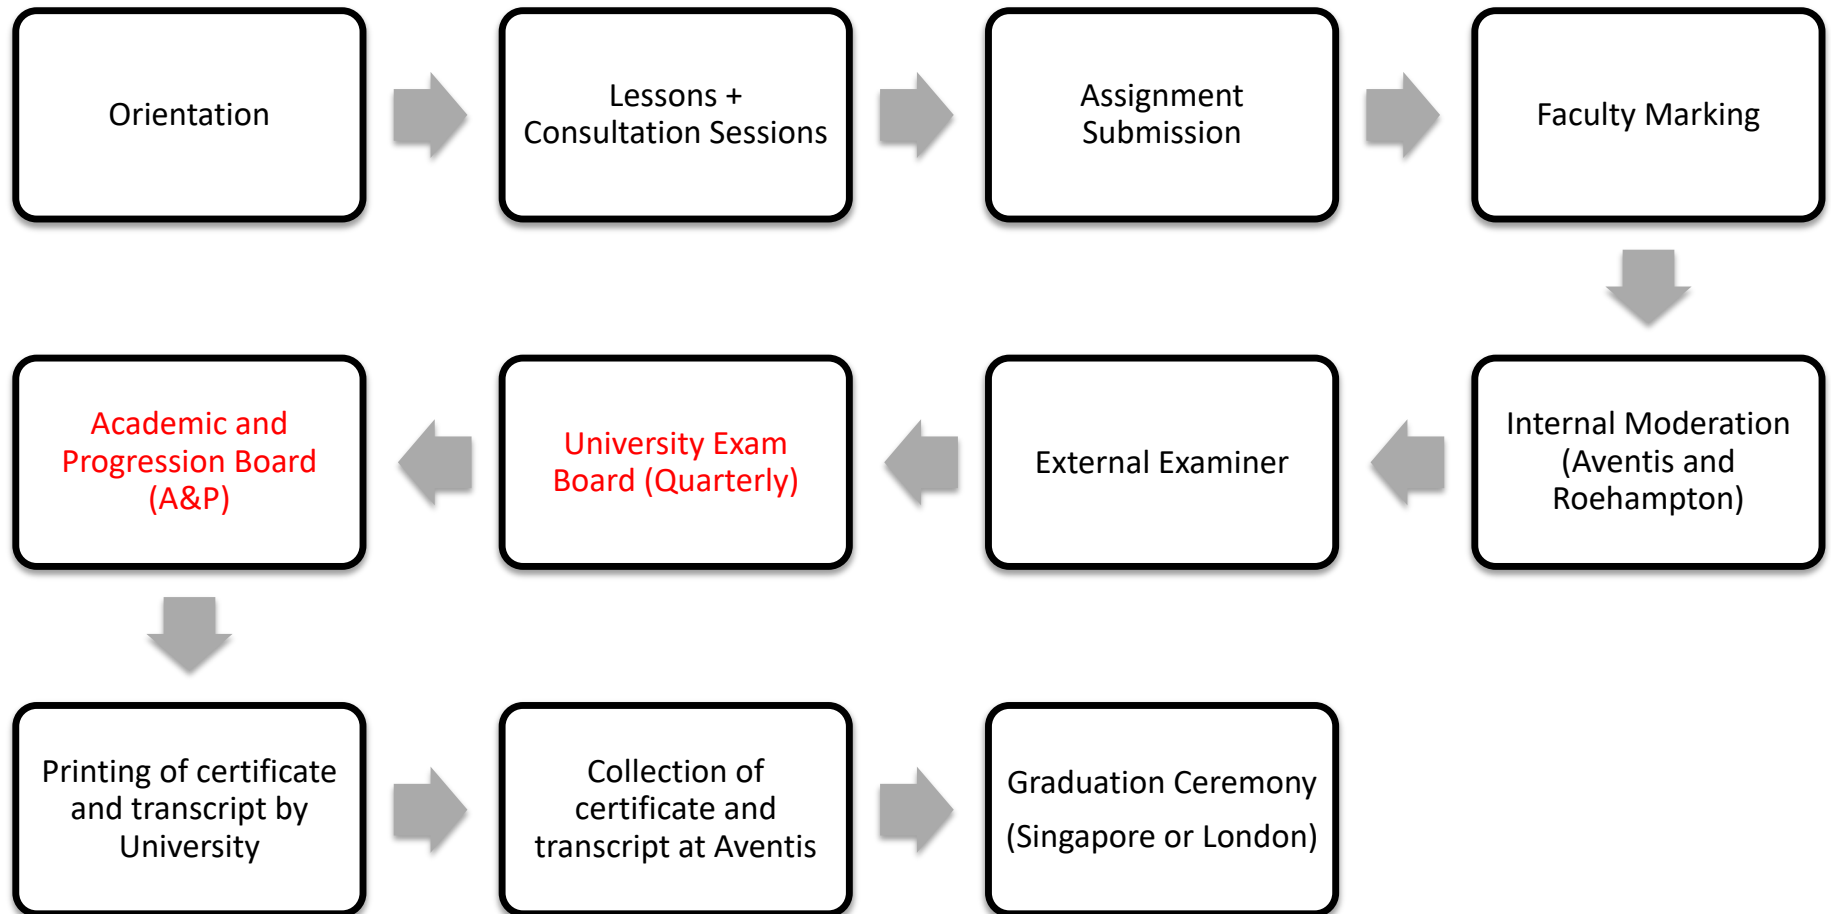 Orientation
Lessons +
Consultation Sessions
Assignment
Submission
Faculty Marking
Internal Moderation
(Aventis and
Roehampton)
External Examiner
University Exam
Board (Quarterly)
Academic and
Progression Board
(A&P)
Printing of certificate
and transcript by
University
Collection of
certificate and
transcript at Aventis
Graduation Ceremony
(Singapore or London)